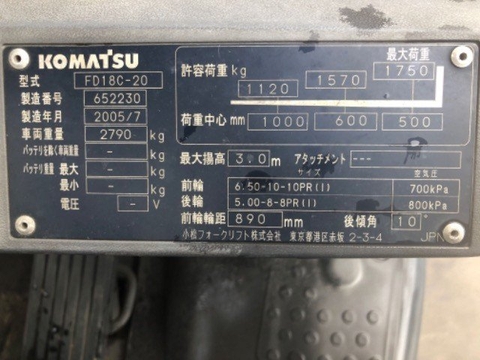 KOMATSU
型式 FD18C-20
製造番号 652230
製造年月 2005/7
車両重量 2790 kg
バッテリを除く車両重量 - kg
バッテリ重量 最大 - kg
最小 - kg
電圧 - V
最大荷重
許容荷重 kg 1120 1570 1750
荷重中心 mm 1000 600 500
最大揚高 3.0 m アタッチメント ---
サイズ 空気圧
前輪 6.50-10-10PR(I) 700kPa
後輪 5.00-8-8PR(I) 800kPa
前輪輪距 890 mm 後傾角 10°
小松フォークリフト株式会社 東京都港区赤坂 2-3-4 JPN